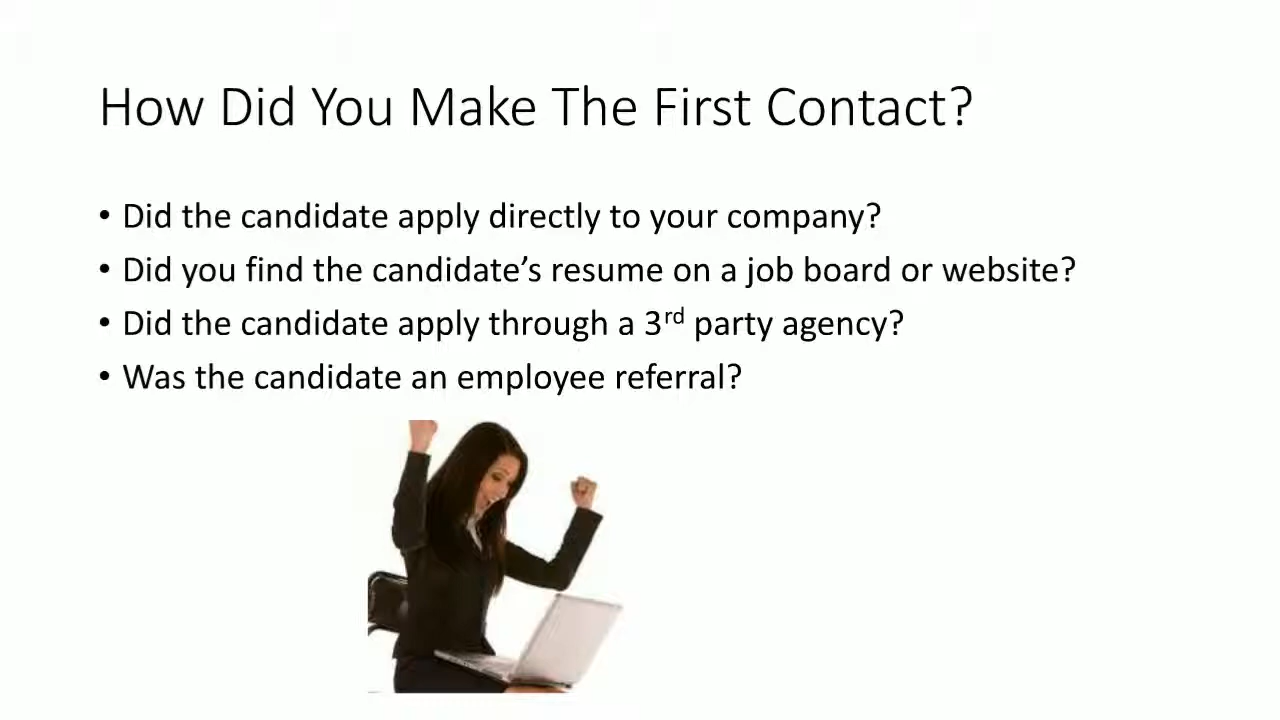 How Did You Make The First Contact?
• Did the candidate apply directly to your company?
• Did you find the candidate’s resume on a job board or website?
• Did the candidate apply through a 3rd party agency?
• Was the candidate an employee referral?